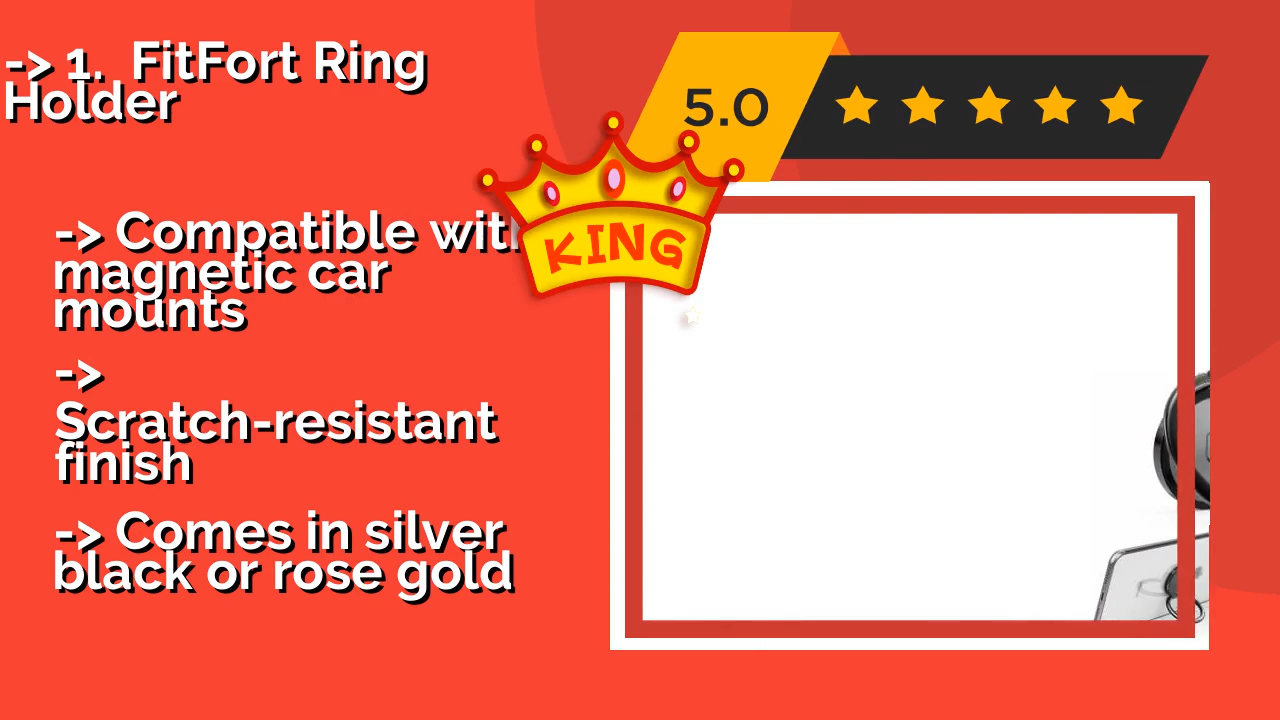 -> 1. FitFort Ring
Holder
5.0
KING
-> Compatible with
magnetic car
mounts
->
Scratch-resistant
finish
-> Comes in silver
black or rose gold